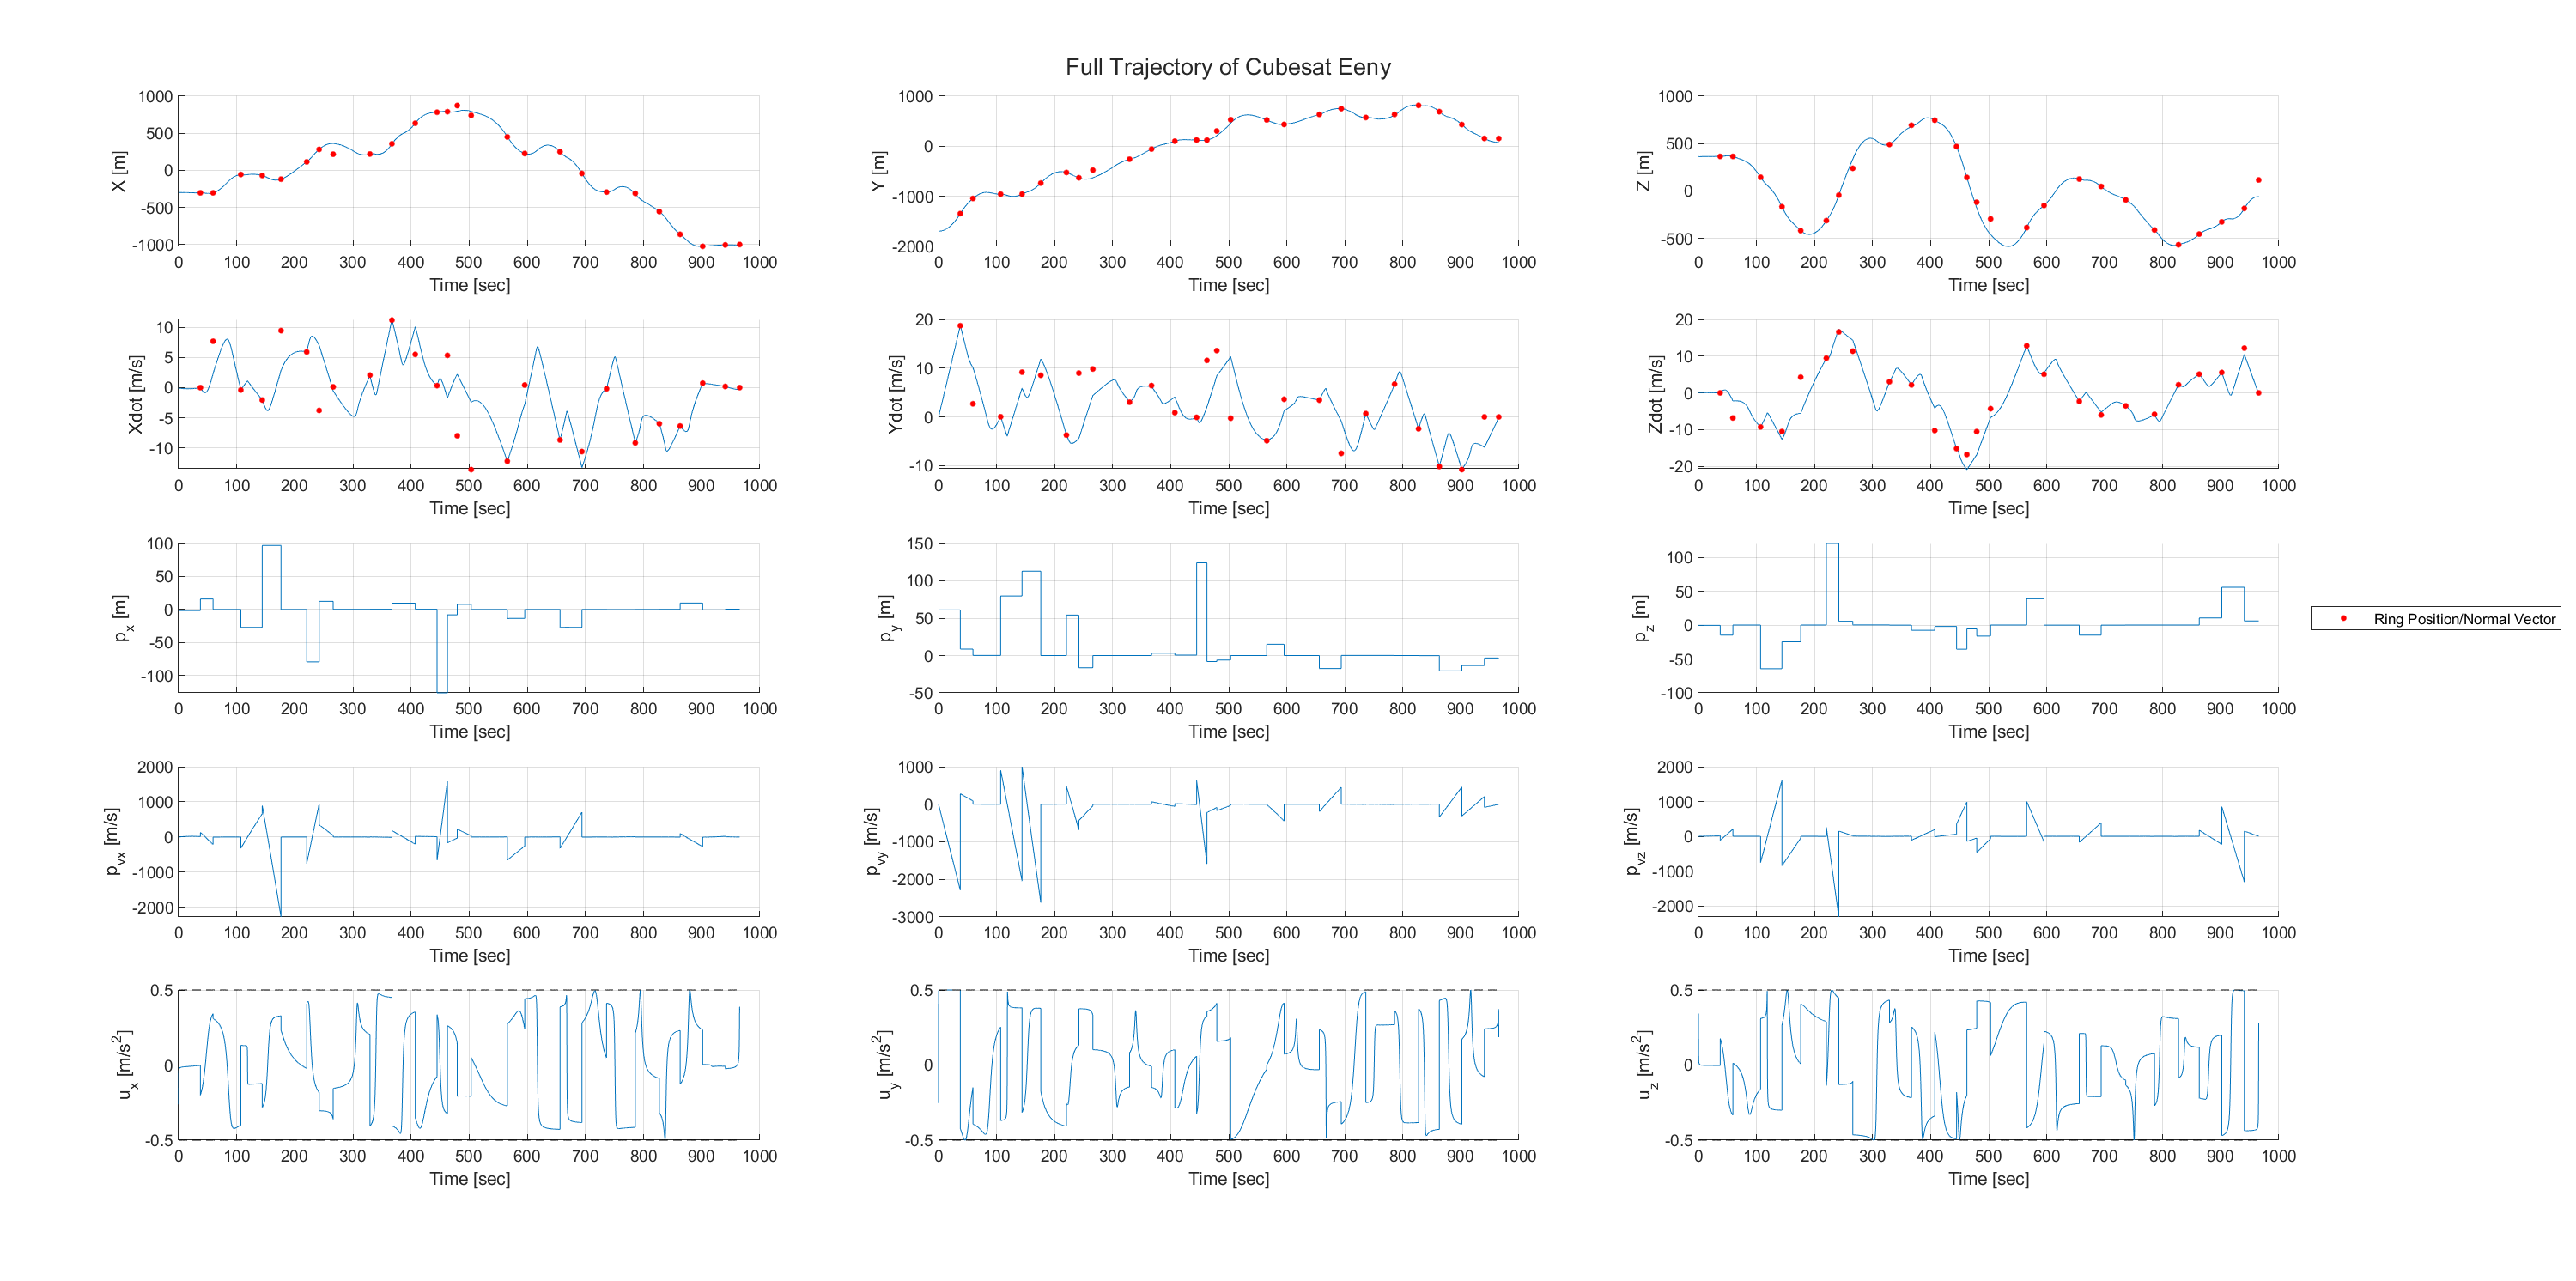 Full Trajectory of Cubesat Eeny
1000
500
0
-500
-1000
X [m]
0 100 200 300 400 500 600 700 800 900 1000
Time [sec]
1000
0
-1000
-2000
Y [m]
0 100 200 300 400 500 600 700 800 900 1000
Time [sec]
1000
500
0
-500
Z [m]
0 100 200 300 400 500 600 700 800 900 1000
Time [sec]
10
5
0
-5
-10
Xdot [m/s]
0 100 200 300 400 500 600 700 800 900 1000
Time [sec]
20
10
0
-10
Ydot [m/s]
0 100 200 300 400 500 600 700 800 900 1000
Time [sec]
20
10
0
-10
-20
Zdot [m/s]
0 100 200 300 400 500 600 700 800 900 1000
Time [sec]
100
50
0
-50
-100
p_x [m]
0 100 200 300 400 500 600 700 800 900 1000
Time [sec]
150
100
50
0
-50
p_y [m]
0 100 200 300 400 500 600 700 800 900 1000
Time [sec]
100
50
0
-50
-100
p_z [m]
0 100 200 300 400 500 600 700 800 900 1000
Time [sec]
Ring Position/Normal Vector
2000
1000
0
-1000
-2000
p_vx [m/s]
0 100 200 300 400 500 600 700 800 900 1000
Time [sec]
1000
0
-1000
-2000
-3000
p_vy [m/s]
0 100 200 300 400 500 600 700 800 900 1000
Time [sec]
2000
1000
0
-1000
-2000
p_vz [m/s]
0 100 200 300 400 500 600 700 800 900 1000
Time [sec]
0.5
0
-0.5
u_x [m/s²]
0 100 200 300 400 500 600 700 800 900 1000
Time [sec]
0.5
0
-0.5
u_y [m/s²]
0 100 200 300 400 500 600 700 800 900 1000
Time [sec]
0.5
0
-0.5
u_z [m/s²]
0 100 200 300 400 500 600 700 800 900 1000
Time [sec]